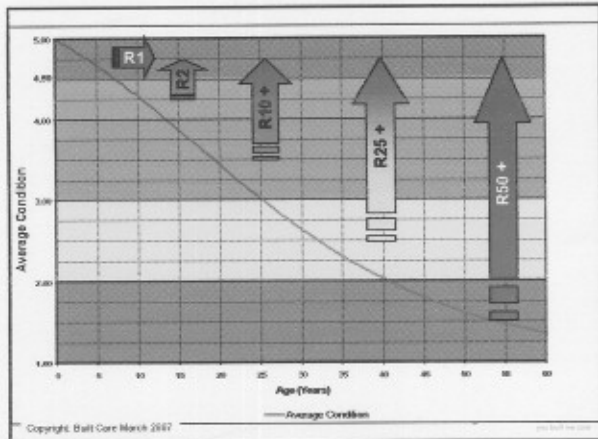 5.00
4.50
4.00
3.00
2.00
1.00
Average Condition
R1
R2
R10 +
R25 +
R50 +
0 5 10 15 20 25 30 35 40 45 50 55 60
Age (Years)
Average Condition
Copyright. Built Care March 2007